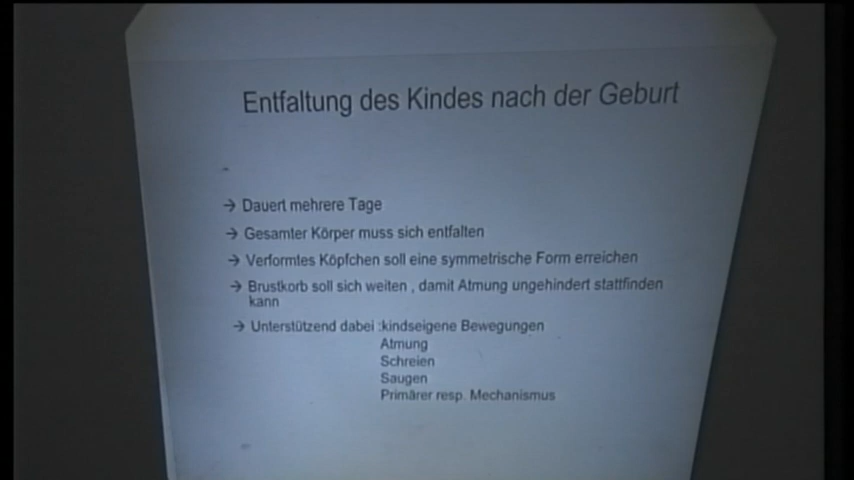 Entfaltung des Kindes nach der Geburt
→ Dauert mehrere Tage
→ Gesamter Körper muss sich entfalten
→ Verformtes Köpfchen soll eine symmetrische Form erreichen
→ Brustkorb soll sich weiten , damit Atmung ungehindert stattfinden
kann
→ Unterstützend dabei :kindseigene Bewegungen
Atmung
Schreien
Saugen
Primärer resp. Mechanismus